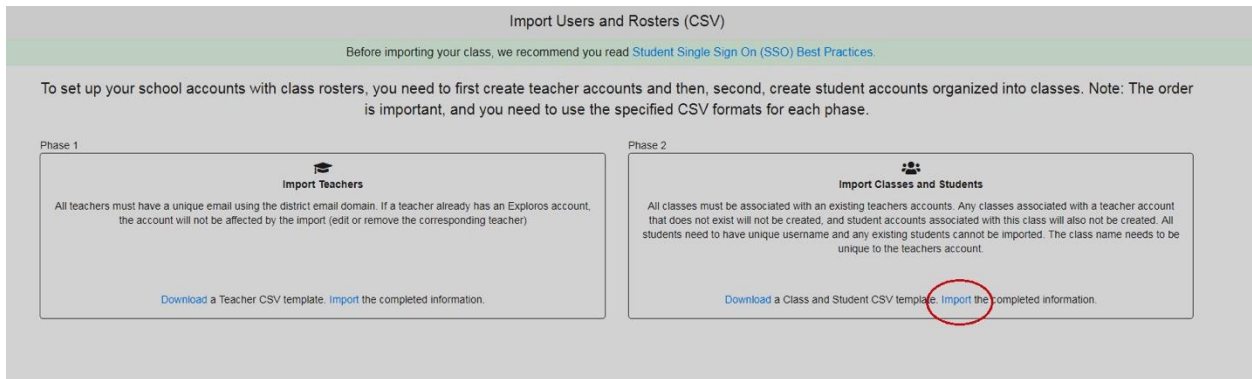 Import Users and Rosters (CSV)
Before importing your class, we recommend you read Student Single Sign On (SSO) Best Practices.
To set up your school accounts with class rosters, you need to first create teacher accounts and then, second, create student accounts organized into classes. Note: The order
is important, and you need to use the specified CSV formats for each phase.
Phase 1
Import Teachers
All teachers must have a unique email using the district email domain. If a teacher already has an Exploros account,
the account will not be affected by the import (edit or remove the corresponding teacher)
Download a Teacher CSV template. Import the completed information.
Phase 2
Import Classes and Students
All classes must be associated with an existing teachers accounts. Any classes associated with a teacher account
that does not exist will not be created, and student accounts associated with this class will also not be created. All
students need to have unique username and any existing students cannot be imported. The class name needs to be
unique to the teachers account.
Download a Class and Student CSV template. Import the completed information.